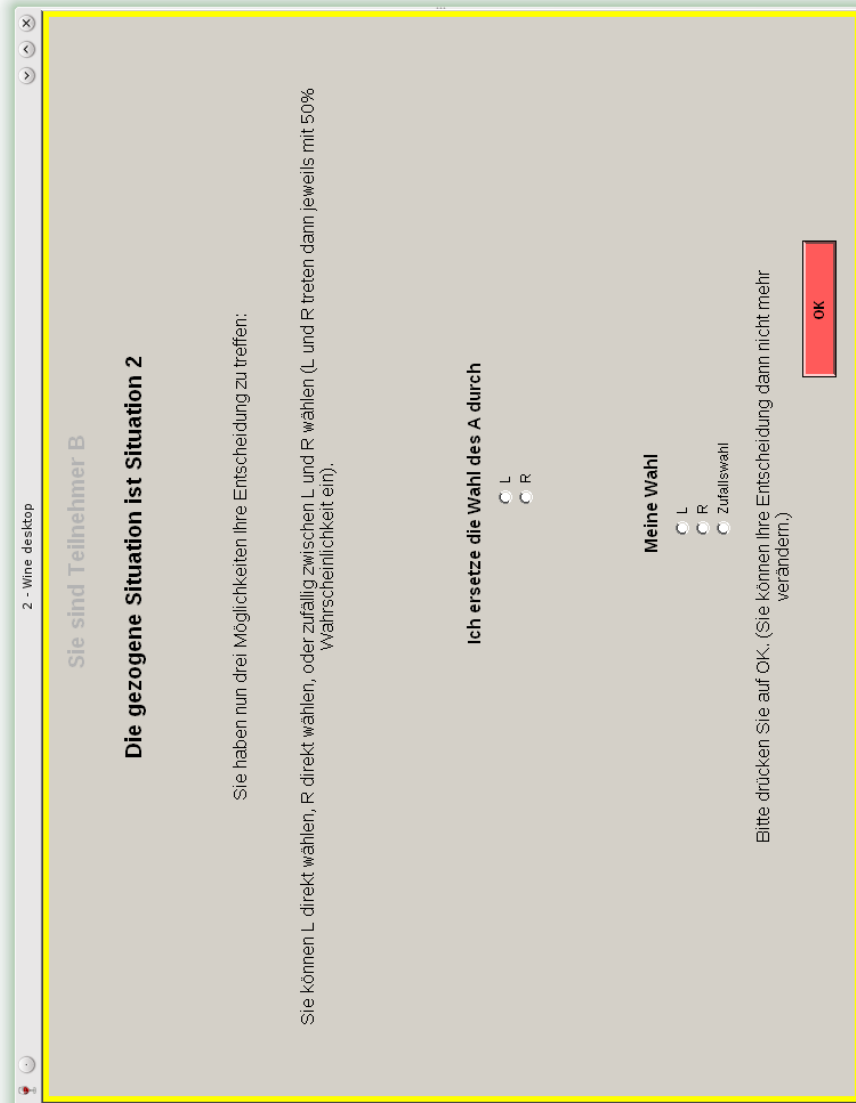 2 - Wine desktop
Sie sind Teilnehmer B
Die gezogene Situation ist Situation 2
Sie haben nun drei Möglichkeiten Ihre Entscheidung zu treffen:
Sie können L direkt wählen, R direkt wählen, oder zufällig zwischen L und R wählen (L und R treten dann jeweils mit 50%
Wahrscheinlichkeit ein).
Ich ersetze die Wahl des A durch
L
R
Meine Wahl
L
R
Zufallswahl
Bitte drücken Sie auf OK. (Sie können Ihre Entscheidung dann nicht mehr
verändern.)
OK